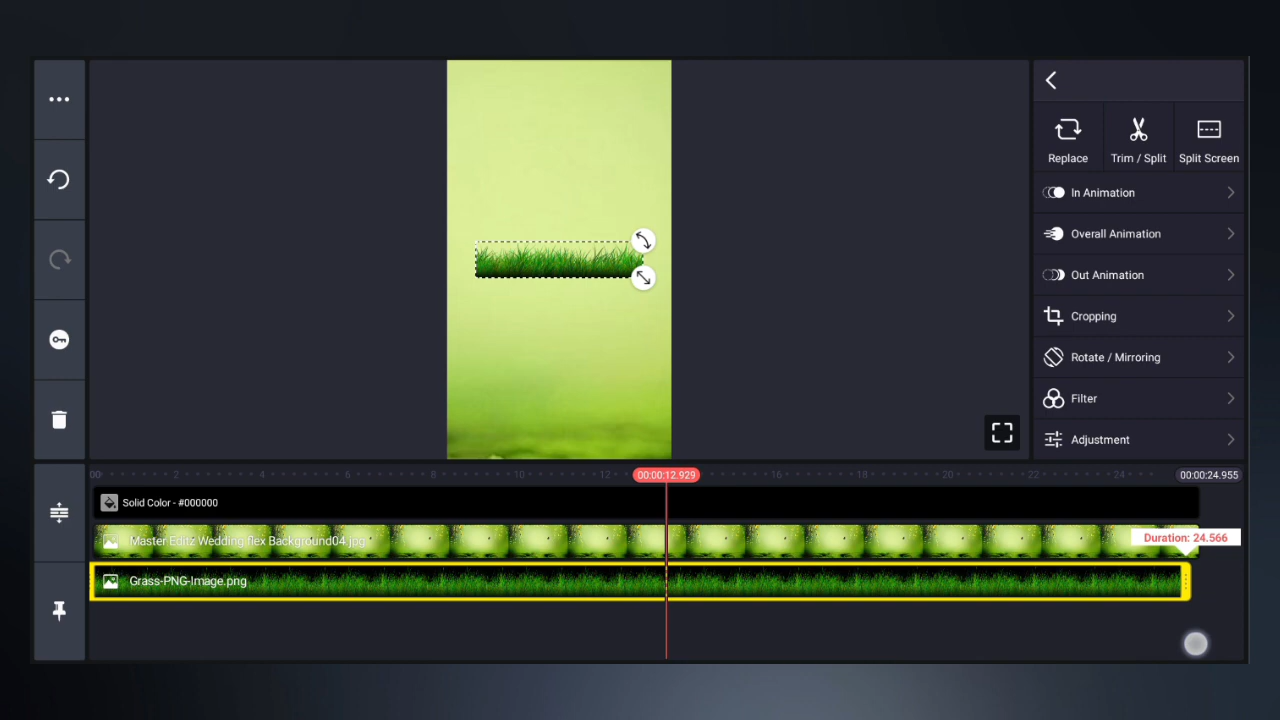 Replace
Trim / Split
Split Screen
In Animation
Overall Animation
Out Animation
Cropping
Rotate / Mirroring
Filter
Adjustment
00 2 4 6 8 10 12 00:00:12.929 16 18 20 22 24 00:00:24.955
Solid Color - #000000
Master Editz Wedding flex Background04.jpg
Duration: 24.566
Grass-PNG-Image.png